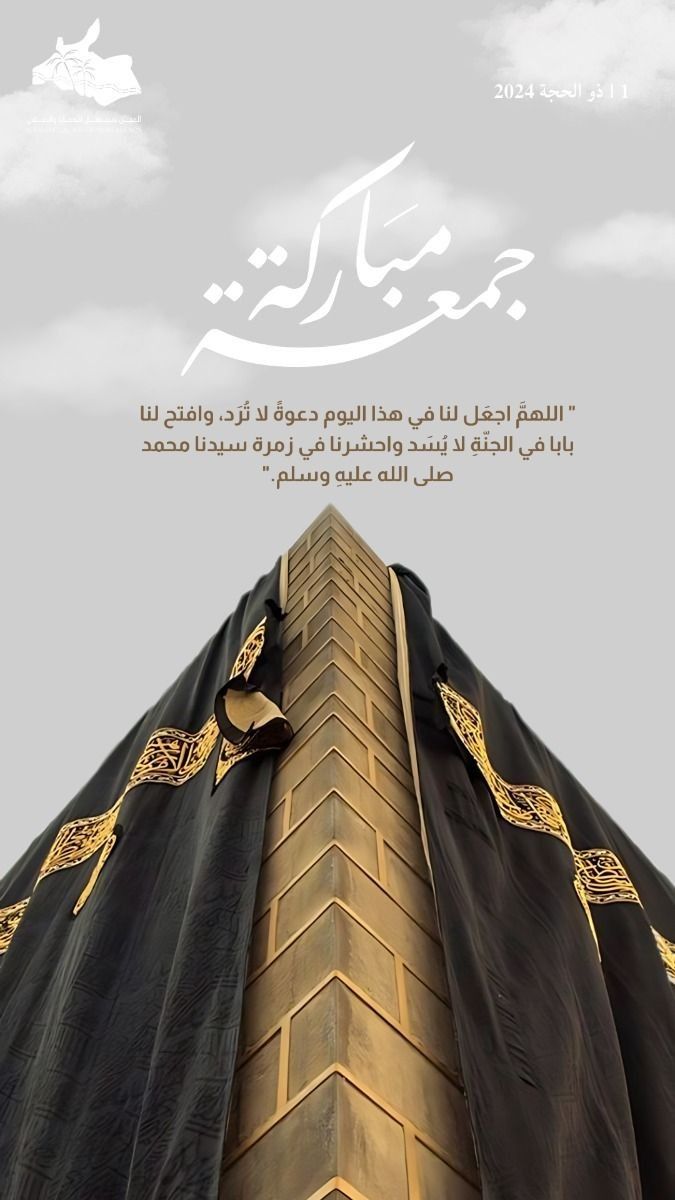 1 | ذو الحجة 2024
جمعة مباركة
" اللهمَّ اجعَل لنا في هذا اليوم دعوةً لا تُرَد، وافتح لنا
بابا في الجنّةِ لا يُسَد واحشرنا في زمرة سيدنا محمد
صلى الله عليهِ وسلم."